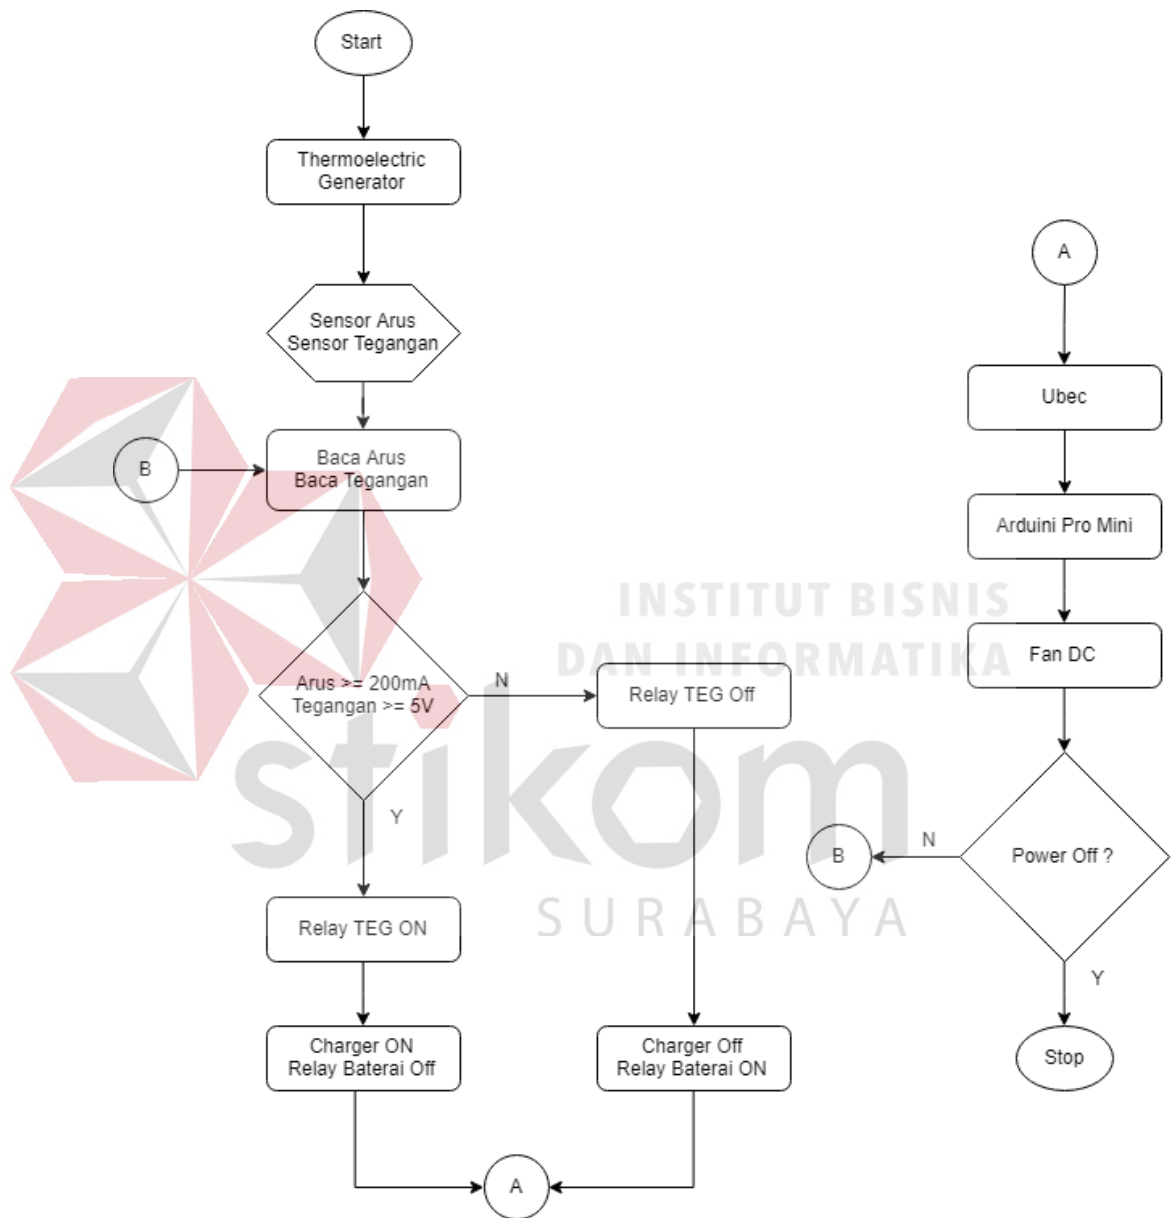 Start
Thermoelectric
Generator
Sensor Arus
Sensor Tegangan
B
Baca Arus
Baca Tegangan
Arus >= 200mA
Tegangan >= 5V
N
Relay TEG Off
Y
Relay TEG ON
Charger ON
Relay Baterai Off
Charger Off
Relay Baterai ON
A
A
Ubec
Arduini Pro Mini
Fan DC
Power Off ?
N
B
Y
Stop
INSTITUT BISNIS
DAN INFORMATIKA
stikom
SURABAYA